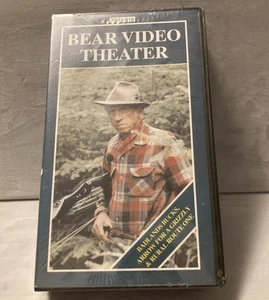 BEAR VIDEO
THEATER
BADLANDS BUCKS,
ARROW FOR A GRIZZLY
& RURAL ROUTE ONE